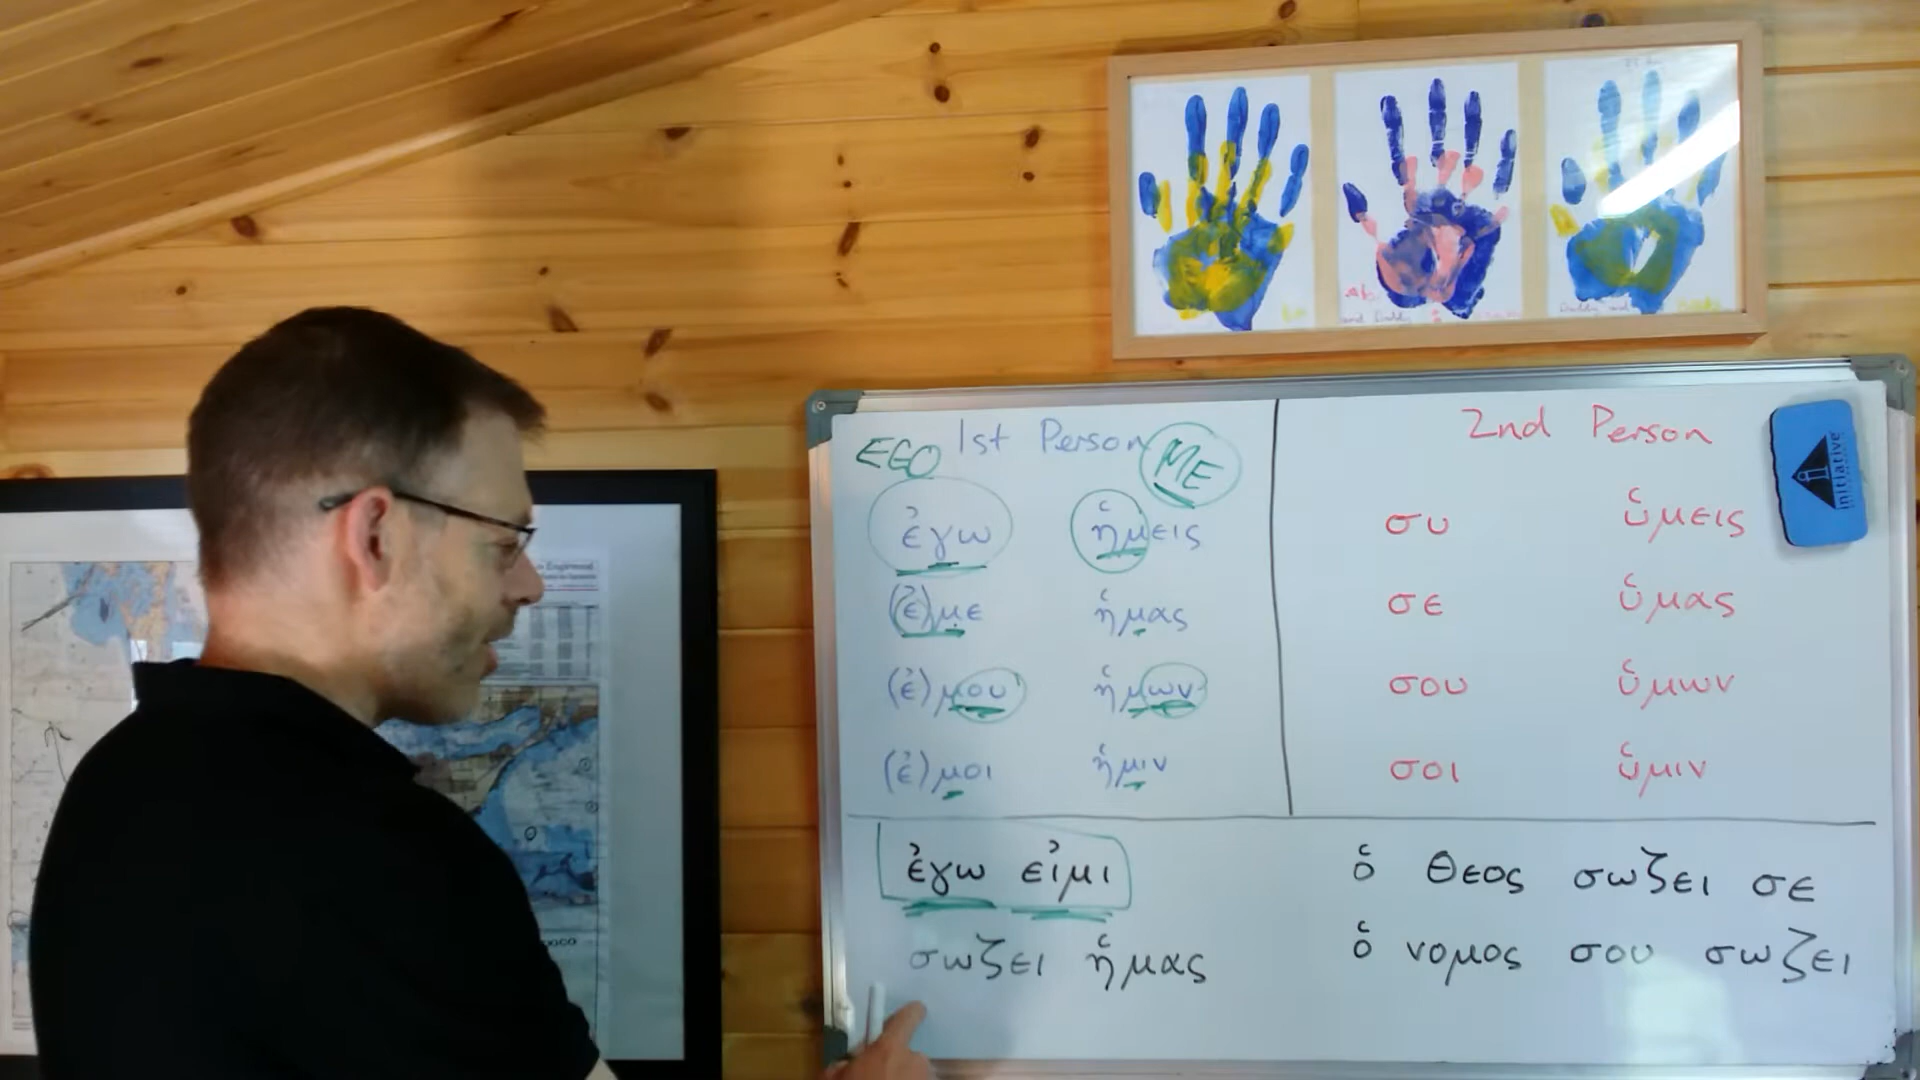 EGO 1st Person ME
ἐγω ἡμεις
(ἐ)με ἡμας
(ἐ)μου ἡμων
(ἐ)μοι ἡμιν
2nd Person
συ ὑμεις
σε ὑμας
σου ὑμων
σοι ὑμιν
initiative
ἐγω εἰμι
σωζει ἡμας
ὁ Θεος σωζει σε
ὁ νομος σου σωζει